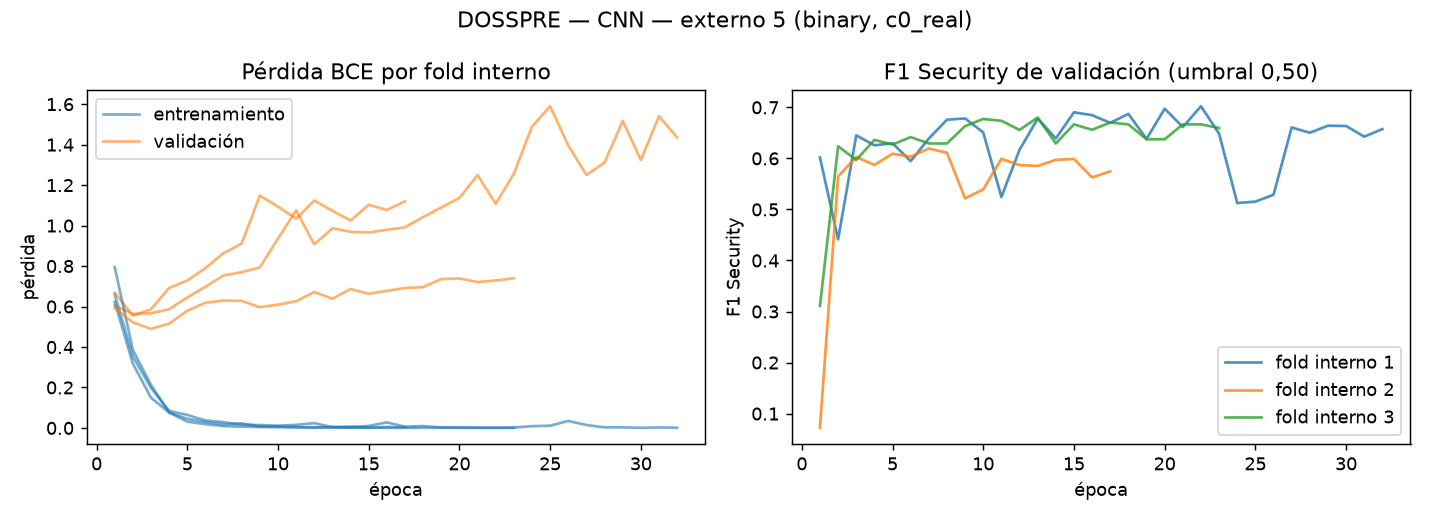 DOSSPRE — CNN — externo 5 (binary, c0_real)
Pérdida BCE por fold interno
entrenamiento
validación
pérdida
1.6
1.4
1.2
1.0
0.8
0.6
0.4
0.2
0.0
0 5 10 15 20 25 30
época
F1 Security de validación (umbral 0,50)
F1 Security
0.7
0.6
0.5
0.4
0.3
0.2
0.1
fold interno 1
fold interno 2
fold interno 3
0 5 10 15 20 25 30
época